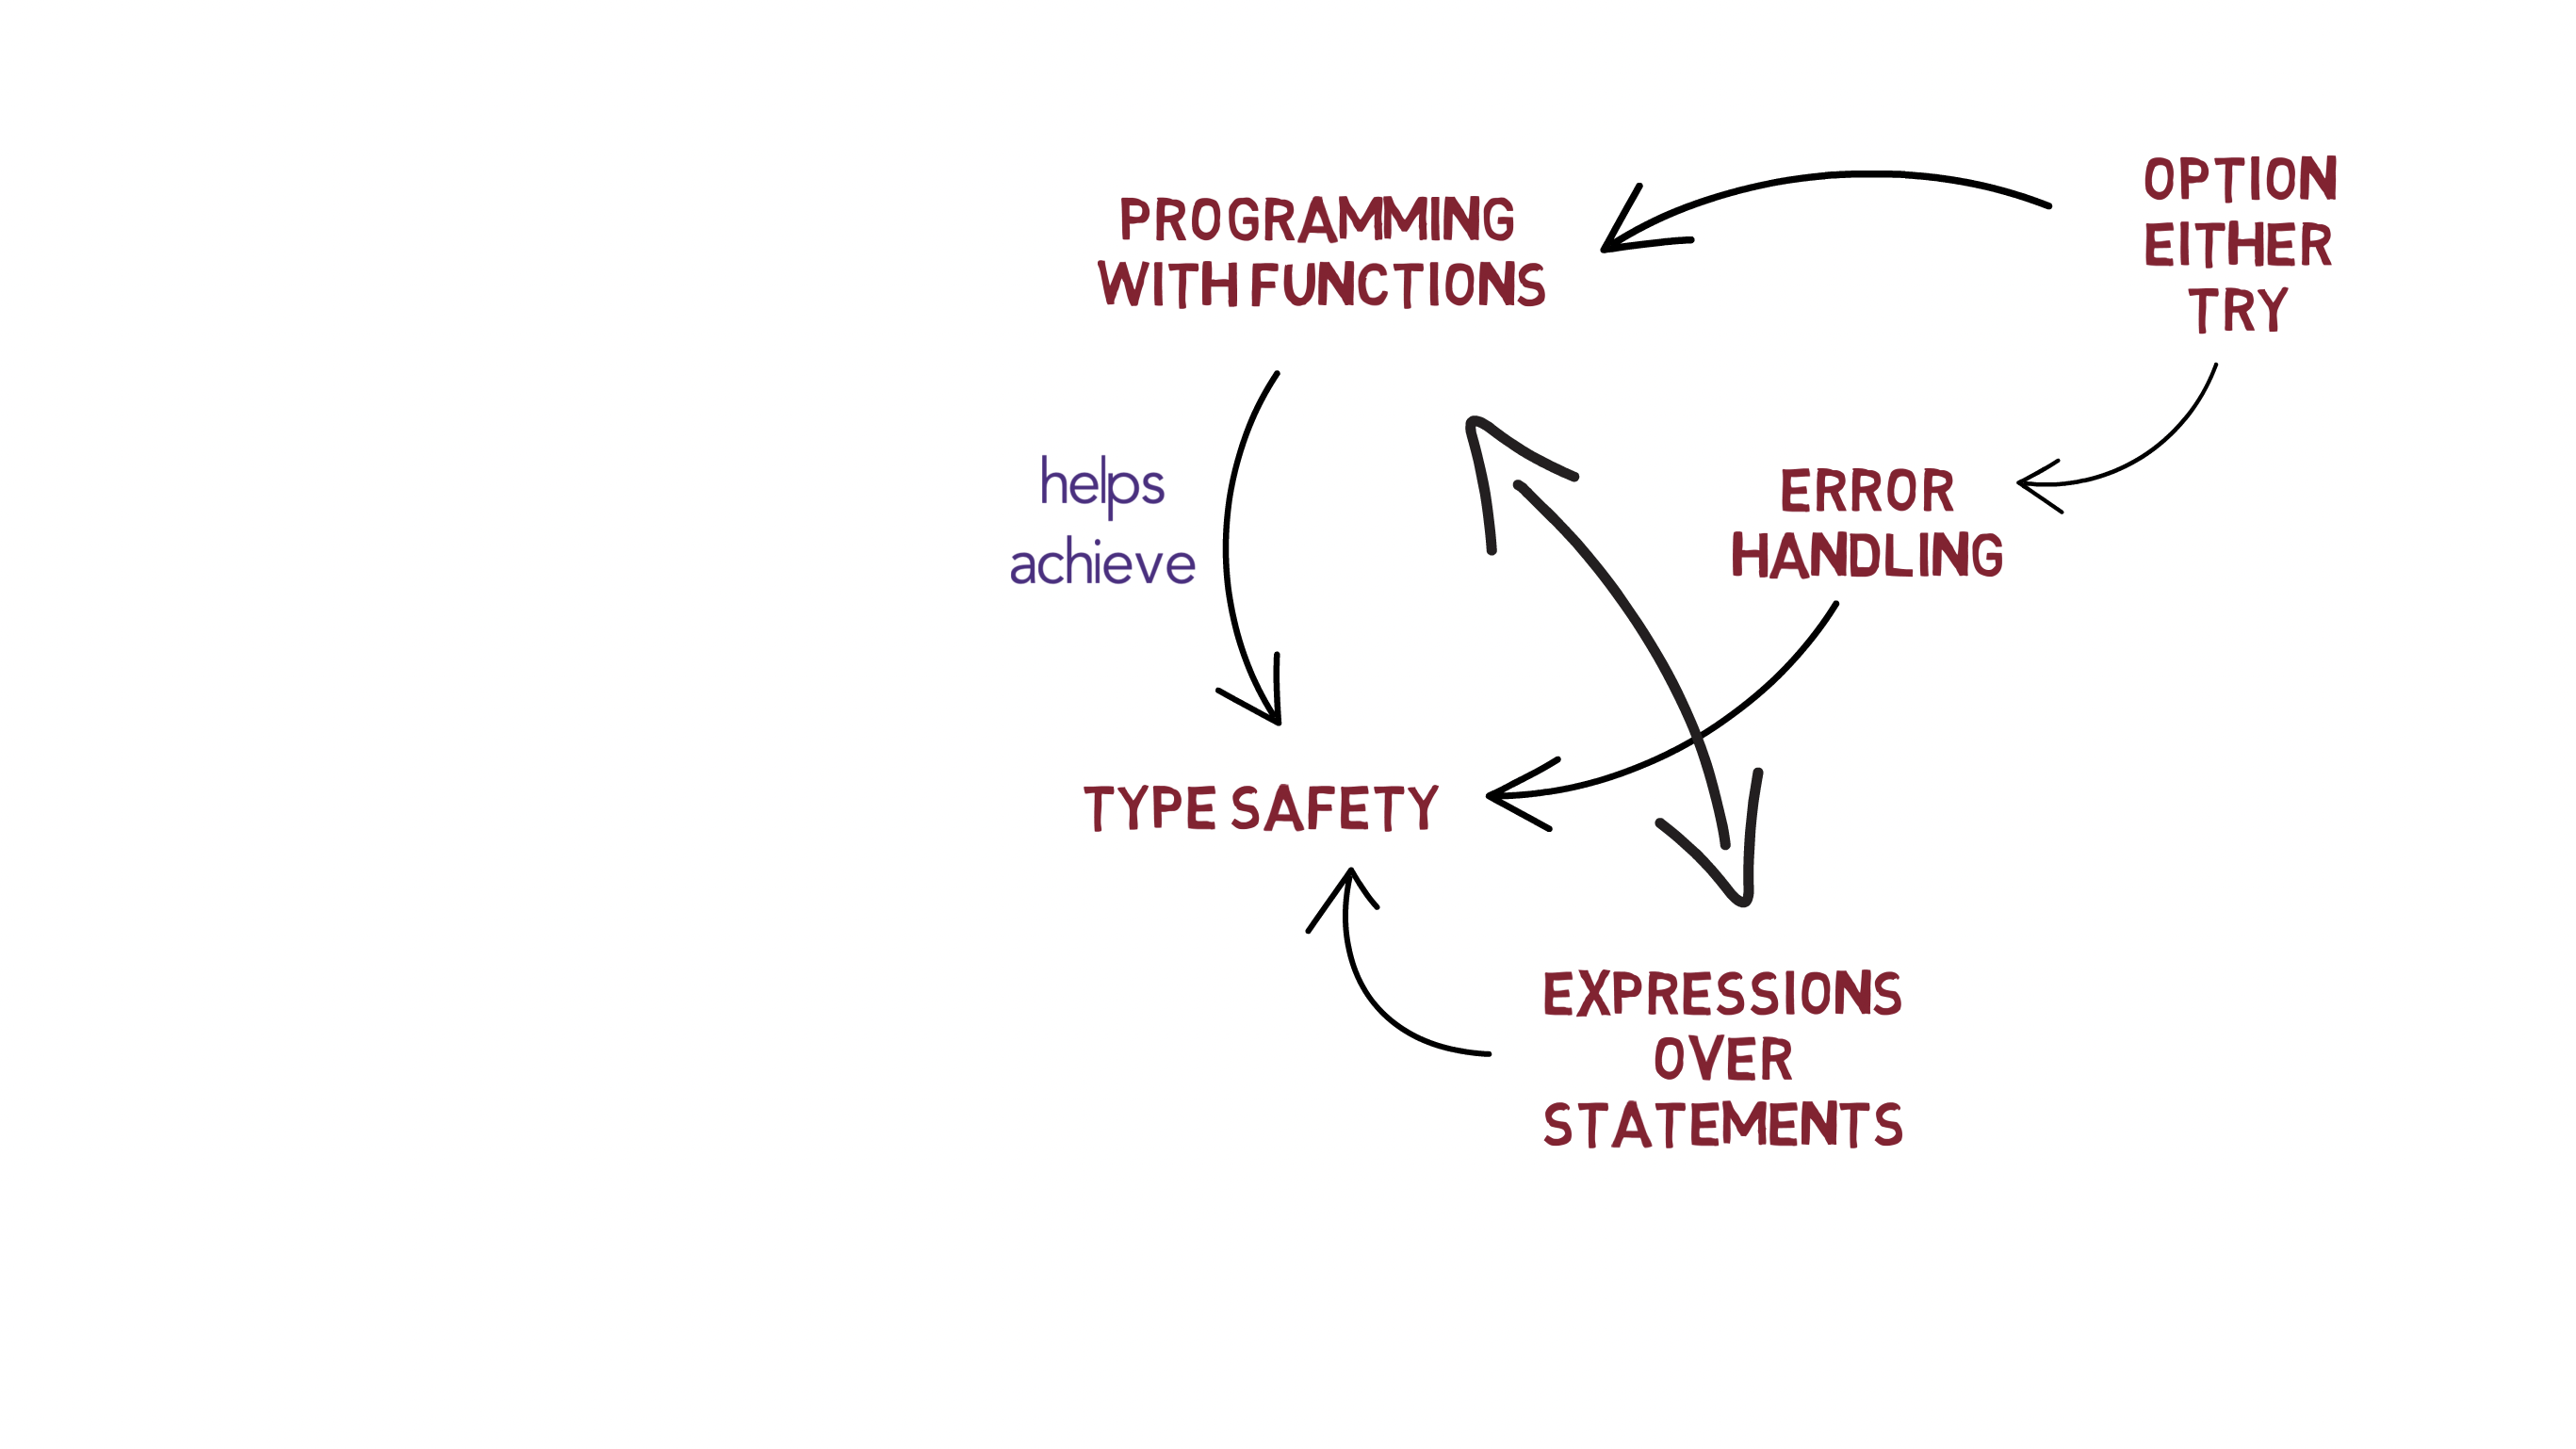 PROGRAMMING
WITH FUNCTIONS
OPTION
EITHER
TRY
helps
achieve
ERROR
HANDLING
TYPE SAFETY
EXPRESSIONS
OVER
STATEMENTS